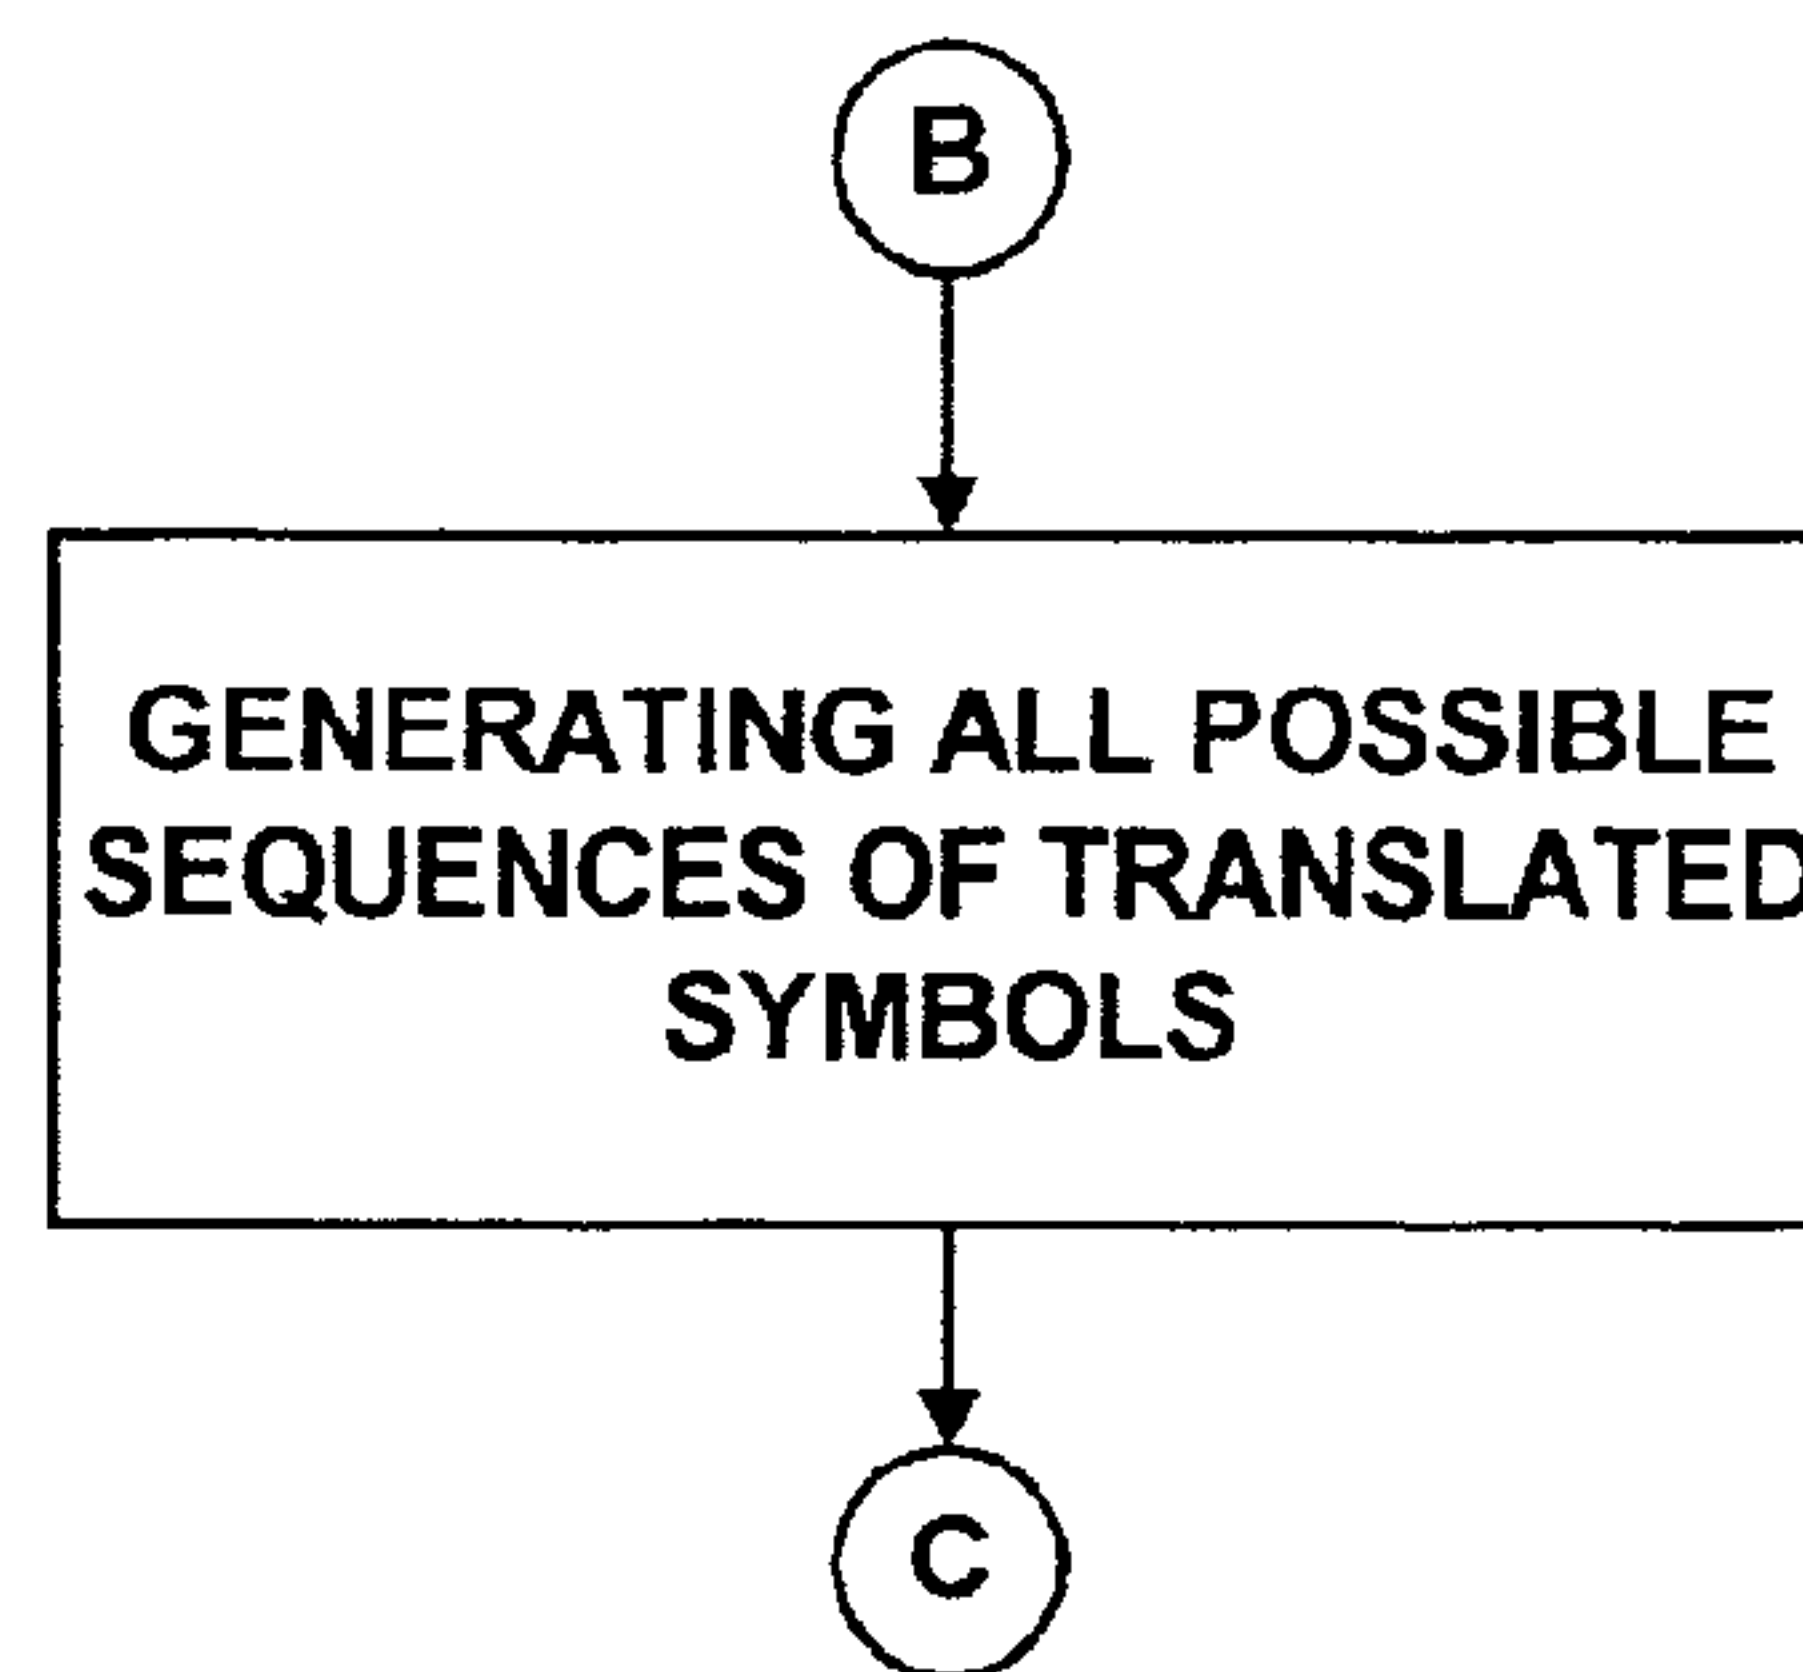 B
GENERATING ALL POSSIBLE
SEQUENCES OF TRANSLATED
SYMBOLS
C